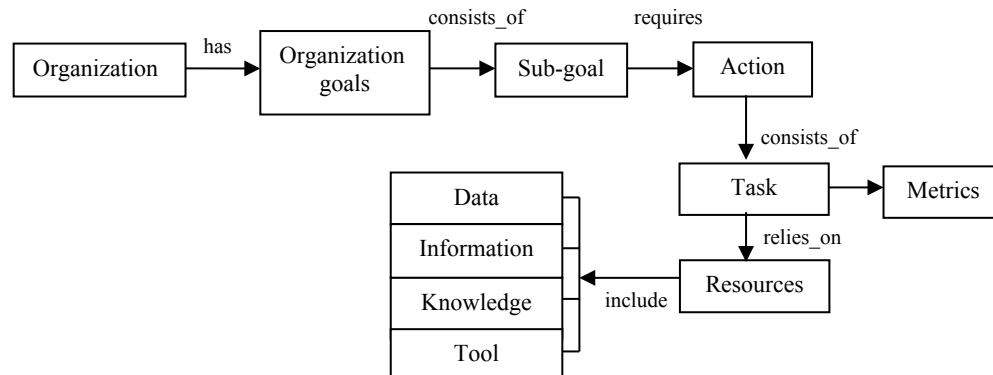 consists_of
requires
has
Organization
Organization
goals
Sub-goal
Action
consists_of
Task
Metrics
Data
relies_on
Information
Resources
include
Knowledge
Tool